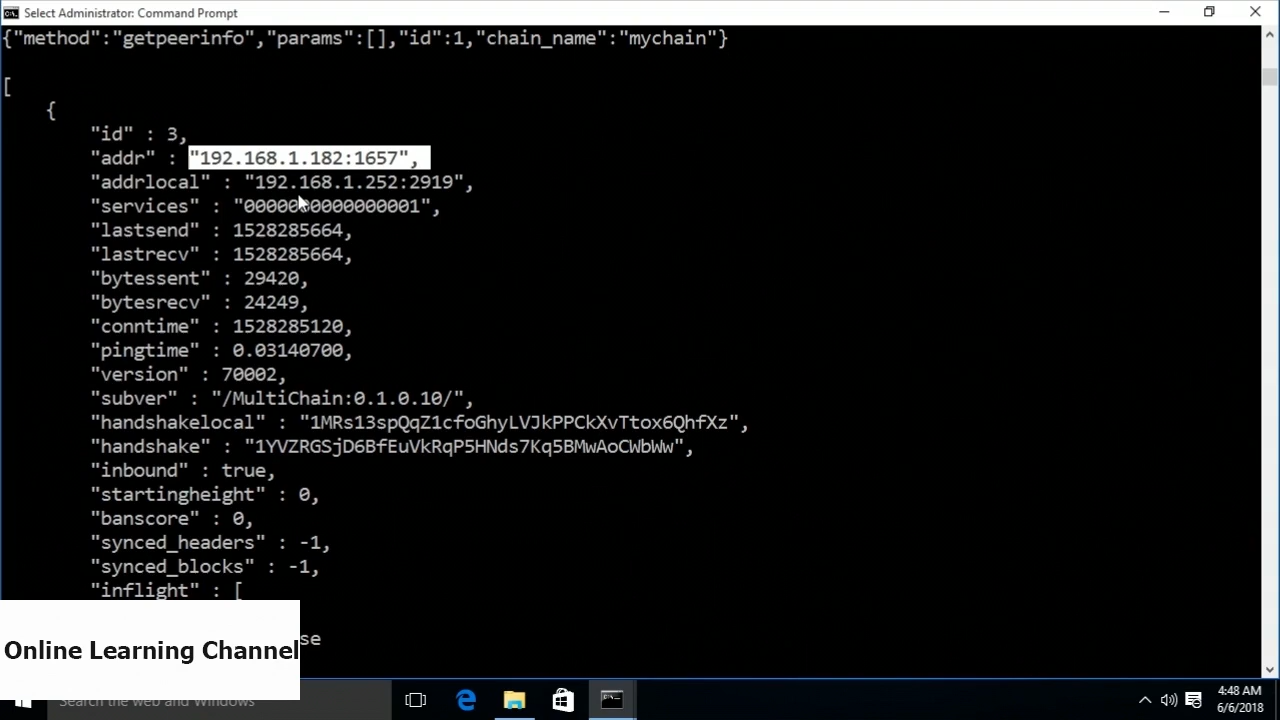 Select Administrator: Command Prompt
{"method":"getpeerinfo","params":[],"id":1,"chain_name":"mychain"}
[
{
"id" : 3,
"addr" : "192.168.1.182:1657",
"addrlocal" : "192.168.1.252:2919",
"services" : "0000000000000001",
"lastsend" : 1528285664,
"lastrecv" : 1528285664,
"bytessent" : 29420,
"bytesrecv" : 24249,
"conntime" : 1528285120,
"pingtime" : 0.03140700,
"version" : 70002,
"subver" : "/MultiChain:0.1.0.10/",
"handshakelocal" : "1MRs13spQqZ1cfoGhyLVJkPPCkXvTtox6QhfXz",
"handshake" : "1YVZRGSjD6BfEuVkRqP5HNds7Kq5BMwAoCWbWw",
"inbound" : true,
"startingheight" : 0,
"banscore" : 0,
"synced_headers" : -1,
"synced_blocks" : -1,
"inflight" : [
se
Online Learning Channel
Search the web and Windows
4:48 AM
6/6/2018